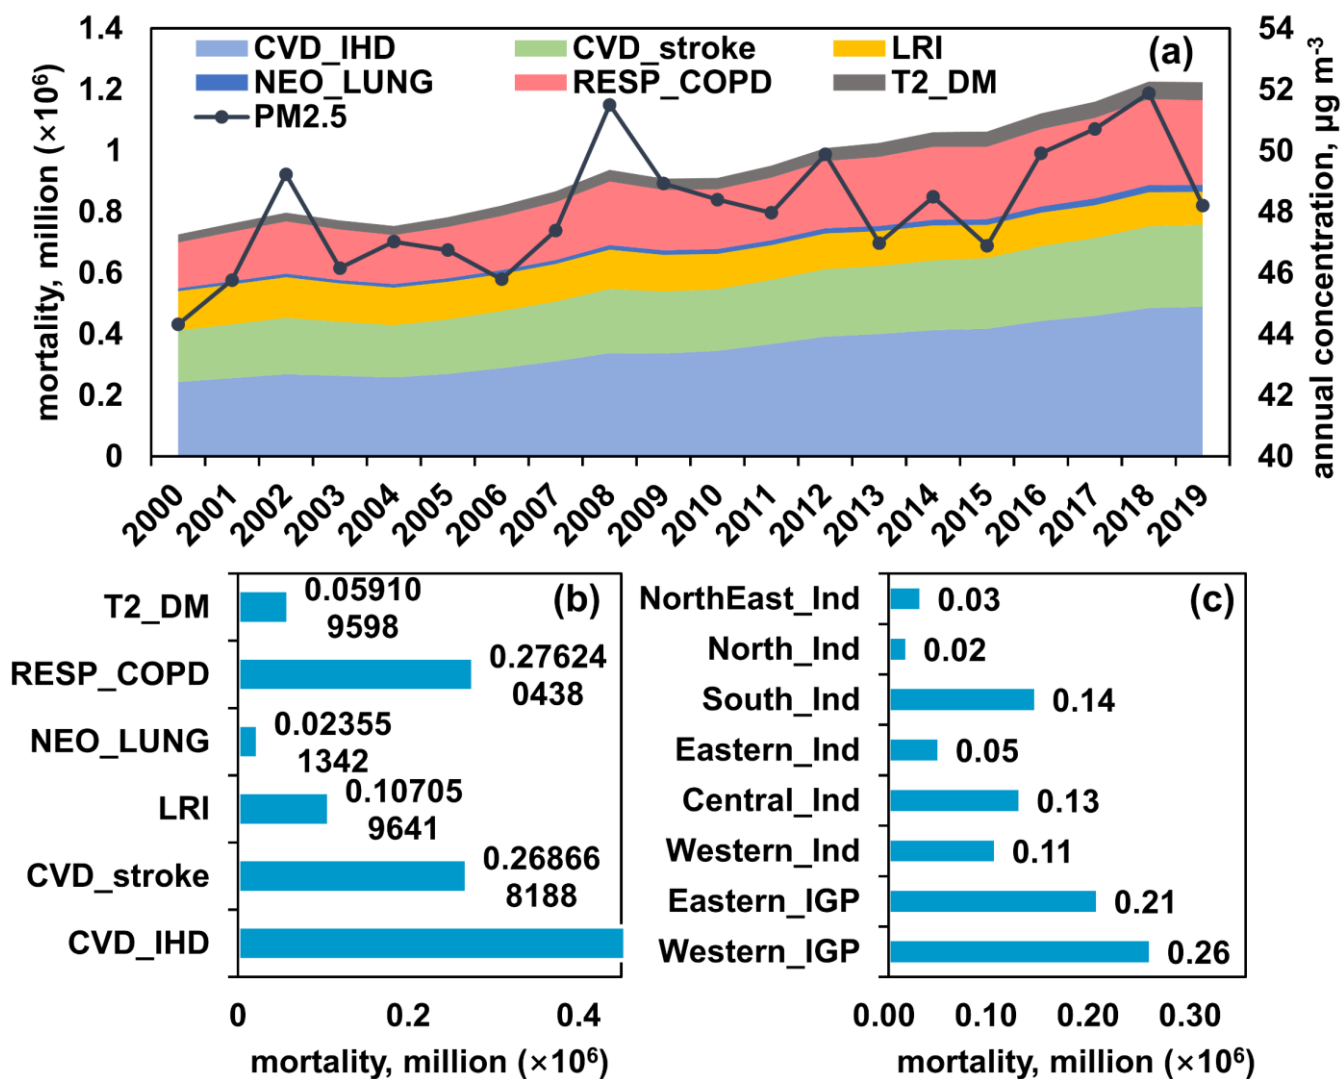 mortality, million (×10⁶)
1.4
1.2
1
0.8
0.6
0.4
0.2
0
CVD_IHD CVD_stroke LRI (a)
NEO_LUNG RESP_COPD T2_DM
PM2.5
54
52
50
48
46
44
42
40
annual concentration, µg m⁻³
2000 2001 2002 2003 2004 2005 2006 2007 2008 2009 2010 2011 2012 2013 2014 2015 2016 2017 2018 2019
(b)
T2_DM 0.05910
9598
RESP_COPD 0.27624
0438
NEO_LUNG 0.02355
1342
LRI 0.10705
9641
CVD_stroke 0.26866
8188
CVD_IHD
0 0.2 0.4
mortality, million (×10⁶)
(c)
NorthEast_Ind 0.03
North_Ind 0.02
South_Ind 0.14
Eastern_Ind 0.05
Central_Ind 0.13
Western_Ind 0.11
Eastern_IGP 0.21
Western_IGP 0.26
0.00 0.10 0.20 0.30
mortality, million (×10⁶)